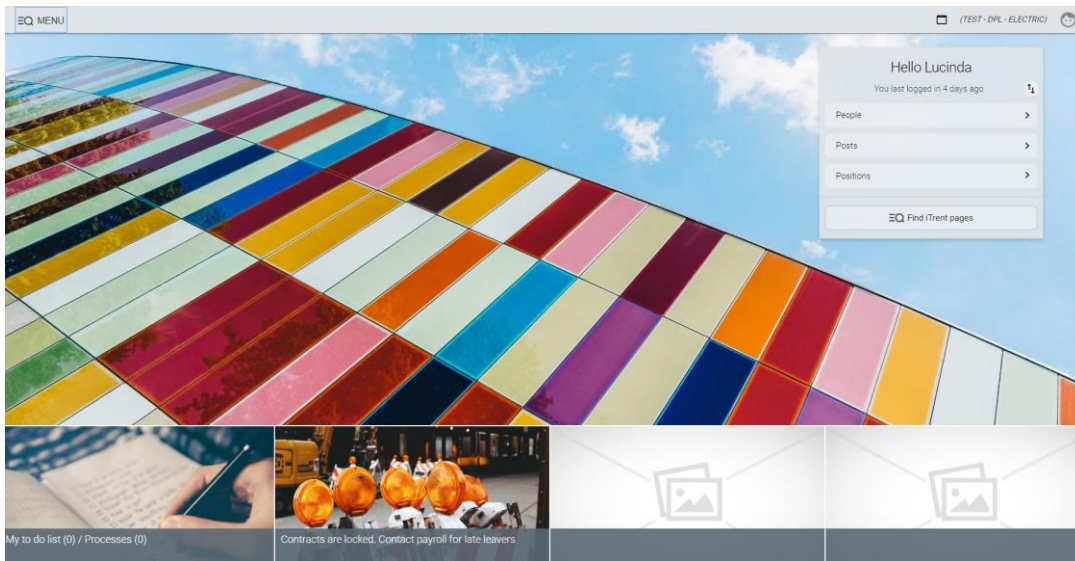 MENU
(TEST - DPL - ELECTRIC)
Hello Lucinda
You last logged in 4 days ago
People
Posts
Positions
Find iTrent pages
My to do list (0) / Processes (0)
Contracts are locked. Contact payroll for late leavers